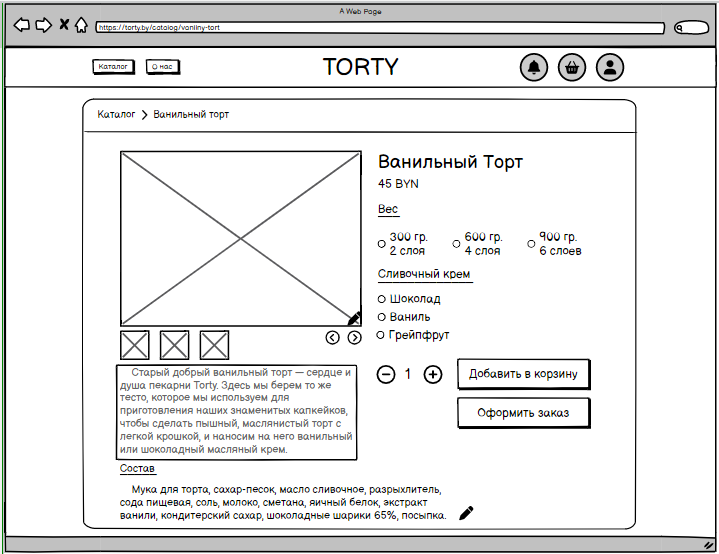 A Web Page
https://torty.by/catalog/vanilny-tort
Каталог
О нас
TORTY
Каталог
Ванильный торт
Ванильный Торт
45 BYN
Вес
300 гр.
2 слоя
600 гр.
4 слоя
900 гр.
6 слоев
Сливочный крем
Шоколад
Ваниль
Грейпфрут
1
Добавить в корзину
Оформить заказ
Старый добрый ванильный торт — сердце и
душа пекарни Torty. Здесь мы берем то же
тесто, которое мы используем для
приготовления наших знаменитых капкейков,
чтобы сделать пышный, маслянистый торт с
легкой крошкой, и наносим на него ванильный
или шоколадный масляный крем.
Состав
Мука для торта, сахар-песок, масло сливочное, разрыхлитель,
сода пищевая, соль, молоко, сметана, яичный белок, экстракт
ванили, кондитерский сахар, шоколадные шарики 65%, посыпка.